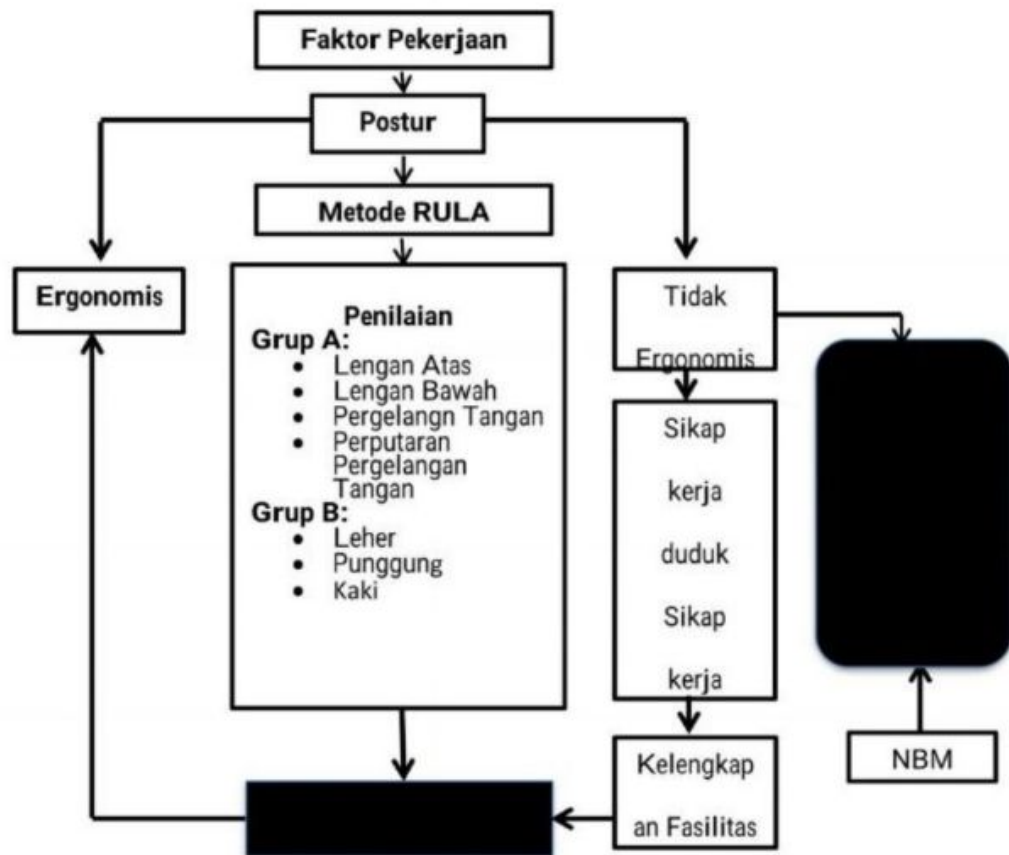 Faktor Pekerjaan
Postur
Metode RULA
Ergonomis
Penilaian
Grup A:
• Lengan Atas
• Lengan Bawah
• Pergelangn Tangan
• Perputaran
Pergelangan
Tangan
Grup B:
• Leher
• Punggung
• Kaki
Tidak
Ergonomis
Sikap
kerja
duduk
Sikap
kerja
Kelengkap
an Fasilitas
NBM